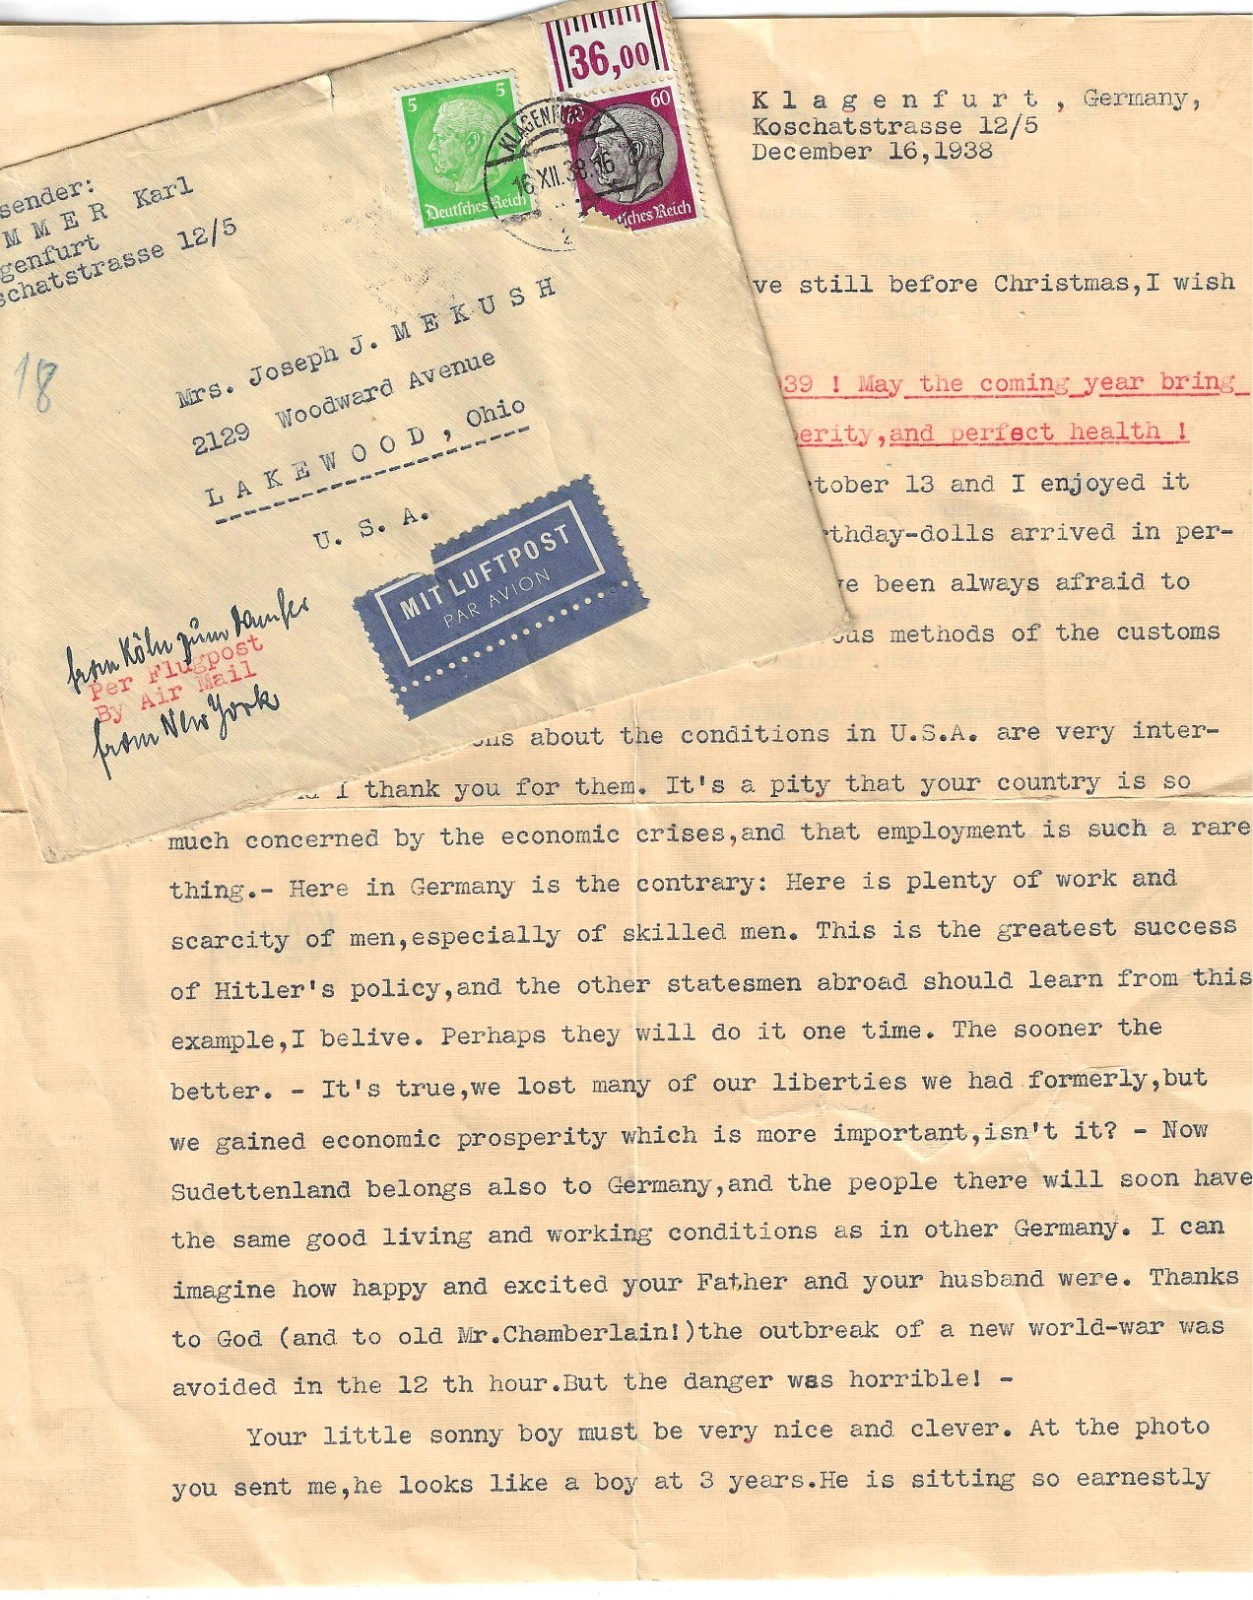 36,00
5 5
Deutsches Reich
60
sches Reich
KLAGENFURT
16.XII.38.16
2
sender:
MMER Karl
genfurt
schatstrasse 12/5
18
Mrs. Joseph J. MEKUSH
2129 Woodward Avenue
LAKEWOOD, Ohio
U.S.A.
MIT LUFTPOST
PAR AVION
from Köln zum Damfer
Per Flugpost
By Air Mail
from New York
Klagenfurt, Germany,
Koschatstrasse 12/5
December 16,1938
ve still before Christmas,I wish
39 ! May the coming year bring
erity,and perfect health !
tober 13 and I enjoyed it
rthday-dolls arrived in per-
ve been always afraid to
ous methods of the customs
ons about the conditions in U.S.A. are very inter-
I thank you for them. It's a pity that your country is so
much concerned by the economic crises,and that employment is such a rare
thing.- Here in Germany is the contrary: Here is plenty of work and
scarcity of men,especially of skilled men. This is the greatest success
of Hitler's policy,and the other statesmen abroad should learn from this
example,I belive. Perhaps they will do it one time. The sooner the
better. - It's true,we lost many of our liberties we had formerly,but
we gained economic prosperity which is more important,isn't it? - Now
Sudettenland belongs also to Germany,and the people there will soon have
the same good living and working conditions as in other Germany. I can
imagine how happy and excited your Father and your husband were. Thanks
to God (and to old Mr.Chamberlain!)the outbreak of a new world-war was
avoided in the 12 th hour.But the danger was horrible! -
Your little sonny boy must be very nice and clever. At the photo
you sent me,he looks like a boy at 3 years.He is sitting so earnestly